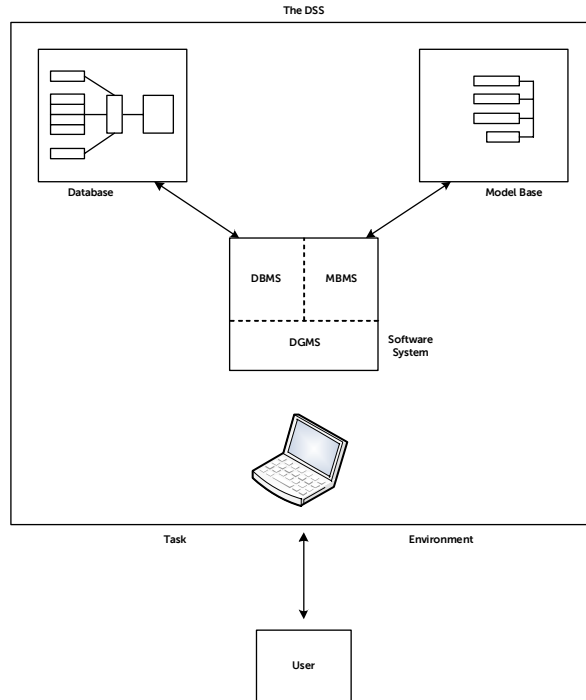 The DSS
Database
Model Base
DBMS
MBMS
DGMS
Software
System
Task
Environment
User